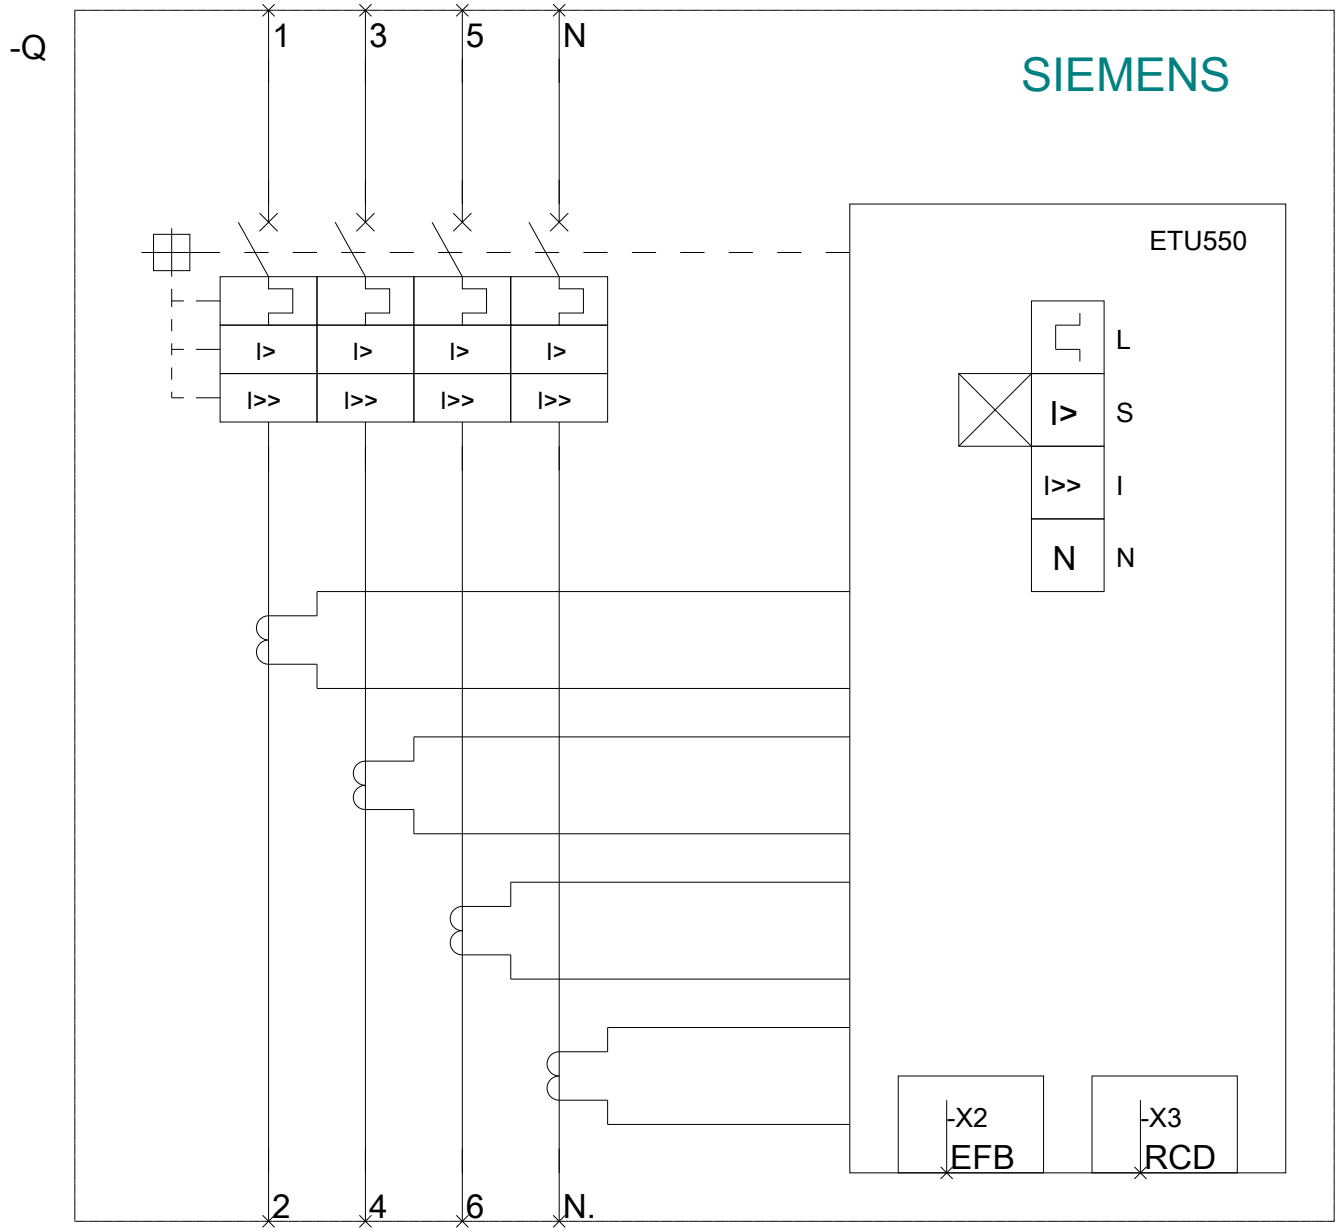 -Q
1 3 5 N
SIEMENS
ETU550
I> I> I> I>
I>> I>> I>> I>>
L
I> S
I>> I
N N
-X2
EFB
-X3
RCD
2 4 6 N.